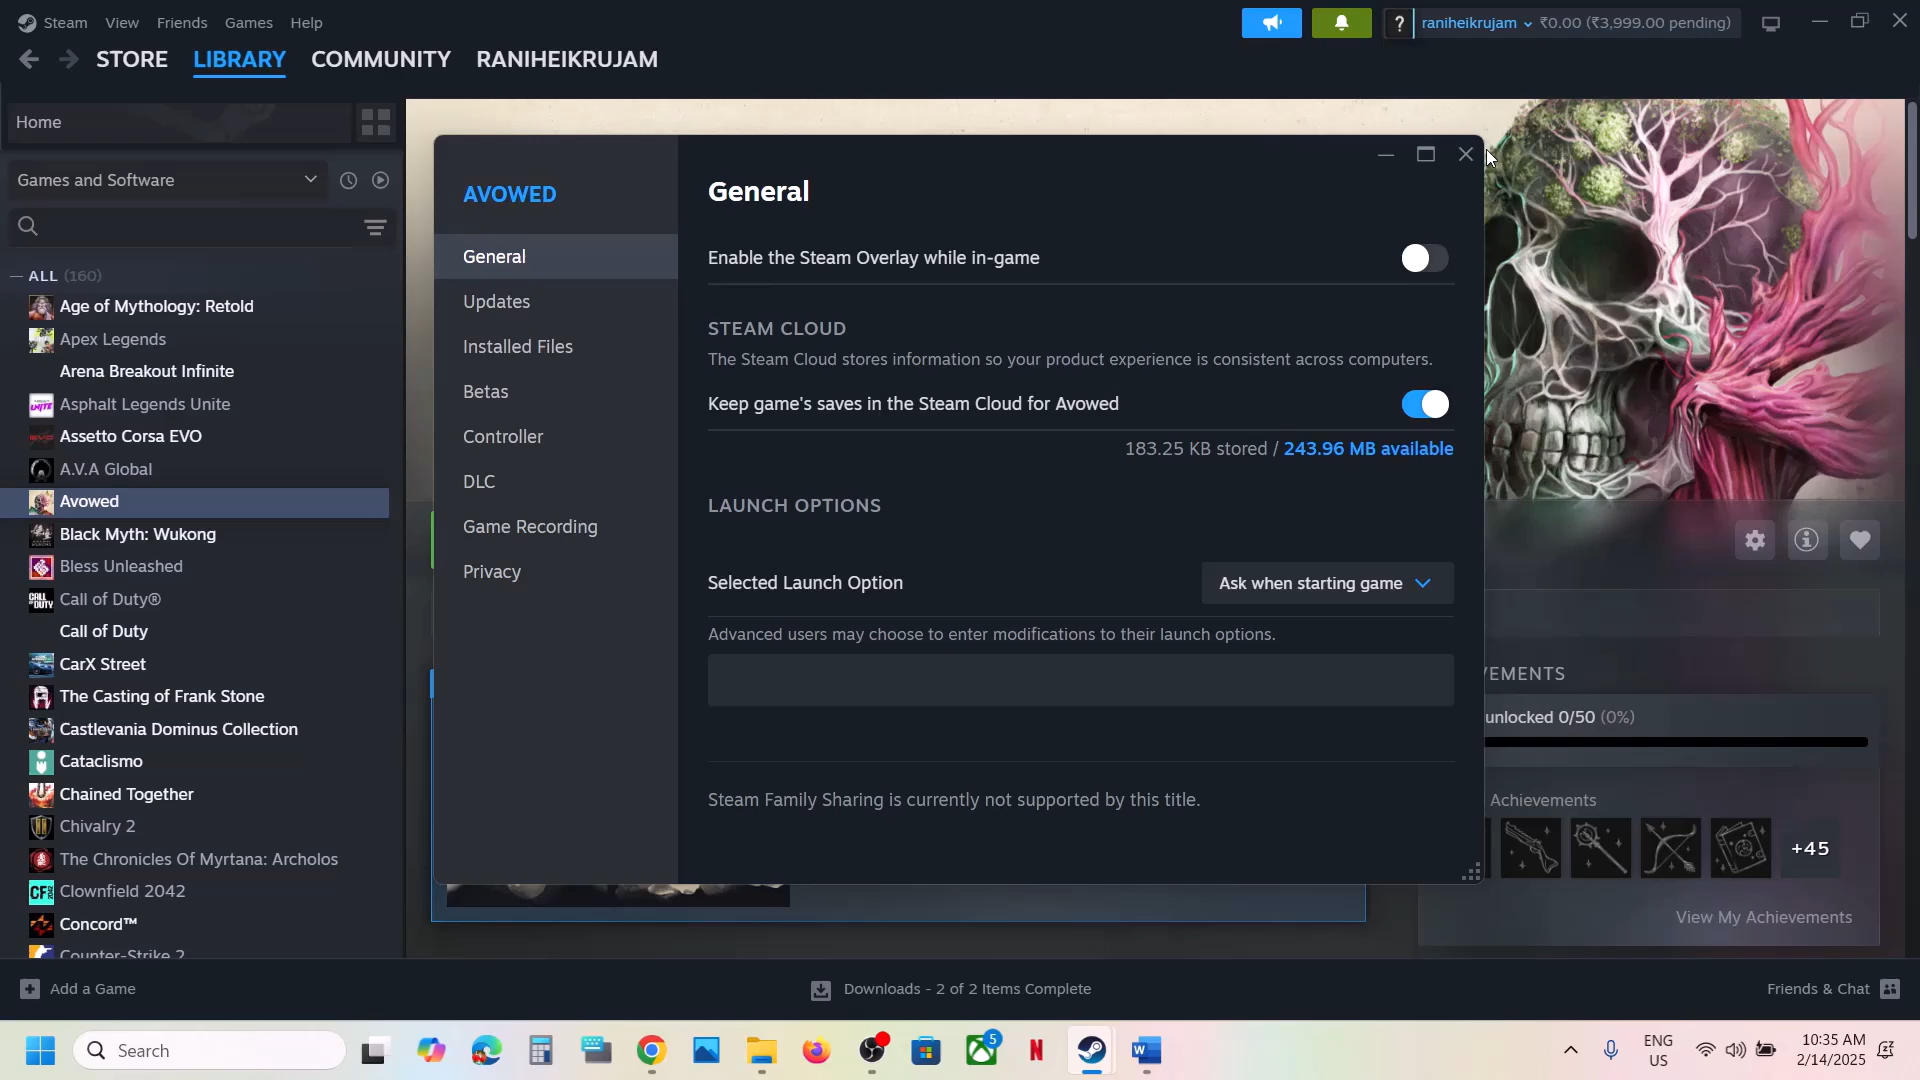 Steam View Friends Games Help
? raniheikrujam ₹0.00 (₹3,999.00 pending)
STORE LIBRARY COMMUNITY RANIHEIKRUJAM
Home
Games and Software
ALL (160)
Age of Mythology: Retold
Apex Legends
Arena Breakout Infinite
Asphalt Legends Unite
Assetto Corsa EVO
A.V.A Global
Avowed
Black Myth: Wukong
Bless Unleashed
Call of Duty®
Call of Duty
CarX Street
The Casting of Frank Stone
Castlevania Dominus Collection
Cataclismo
Chained Together
Chivalry 2
The Chronicles Of Myrtana: Archolos
Clownfield 2042
Concord™
Counter-Strike 2
AVOWED
General
Updates
Installed Files
Betas
Controller
DLC
Game Recording
Privacy
General
Enable the Steam Overlay while in-game
STEAM CLOUD
The Steam Cloud stores information so your product experience is consistent across computers.
Keep game's saves in the Steam Cloud for Avowed
183.25 KB stored / 243.96 MB available
LAUNCH OPTIONS
Selected Launch Option
Ask when starting game
Advanced users may choose to enter modifications to their launch options.
Steam Family Sharing is currently not supported by this title.
VEMENTS
unlocked 0/50 (0%)
Achievements
+45
View My Achievements
Add a Game
Downloads - 2 of 2 Items Complete
Friends & Chat
Search
5
ENG
US
10:35 AM
2/14/2025